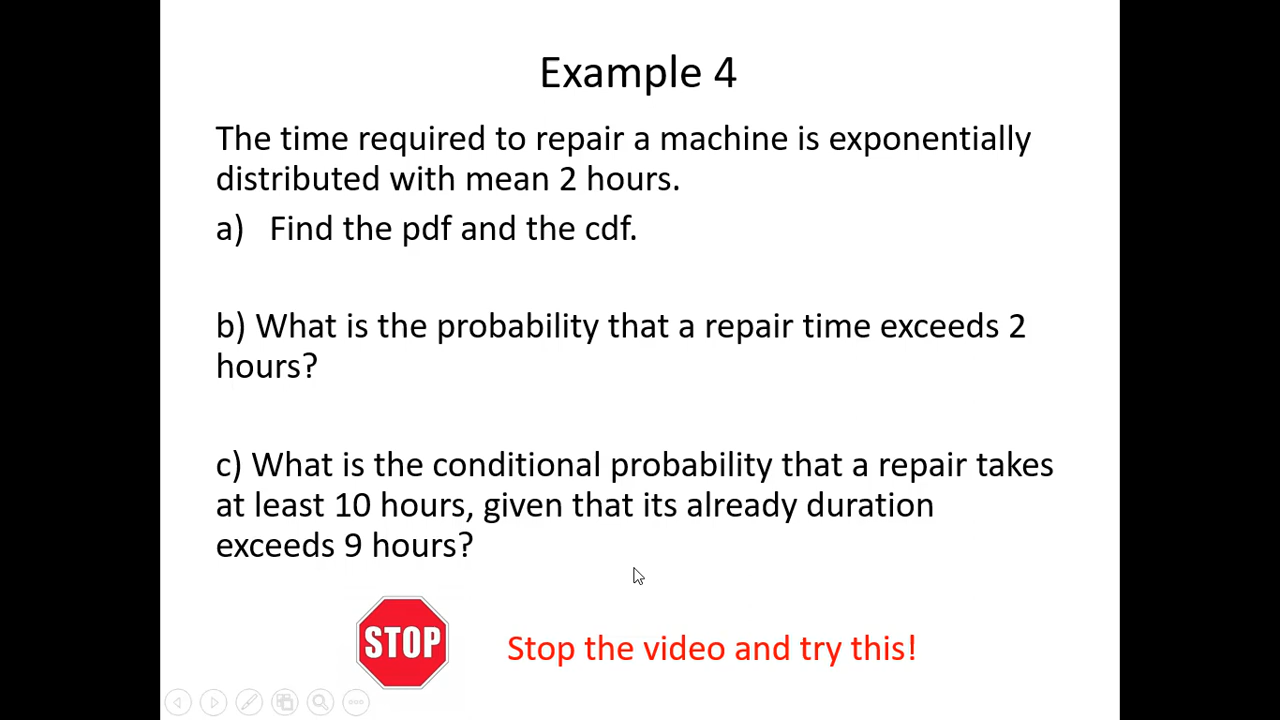 Example 4
The time required to repair a machine is exponentially
distributed with mean 2 hours.
a) Find the pdf and the cdf.
b) What is the probability that a repair time exceeds 2
hours?
c) What is the conditional probability that a repair takes
at least 10 hours, given that its already duration
exceeds 9 hours?
STOP
Stop the video and try this!